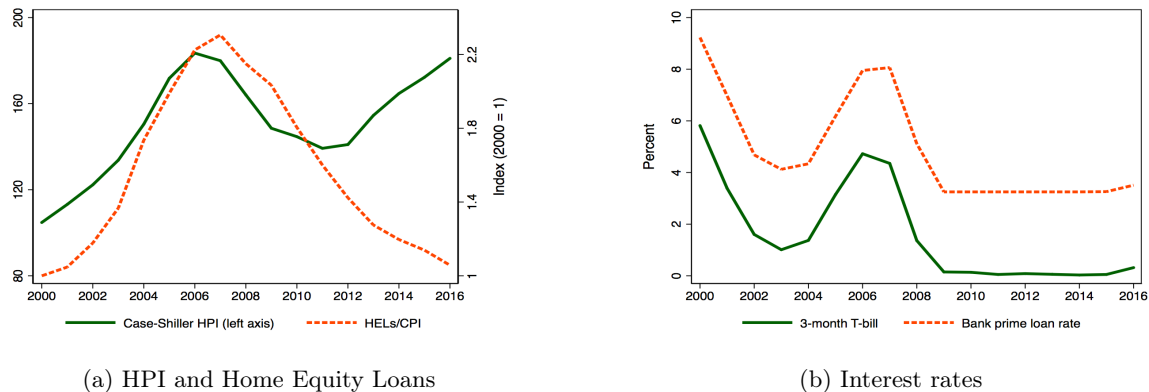 200
160
120
80
2.2
1.8
1.4
1
Index (2000 = 1)
2000 2002 2004 2006 2008 2010 2012 2014 2016
Case-Shiller HPI (left axis) HELs/CPI
(a) HPI and Home Equity Loans
10
8
6
4
2
0
Percent
2000 2002 2004 2006 2008 2010 2012 2014 2016
3-month T-bill Bank prime loan rate
(b) Interest rates